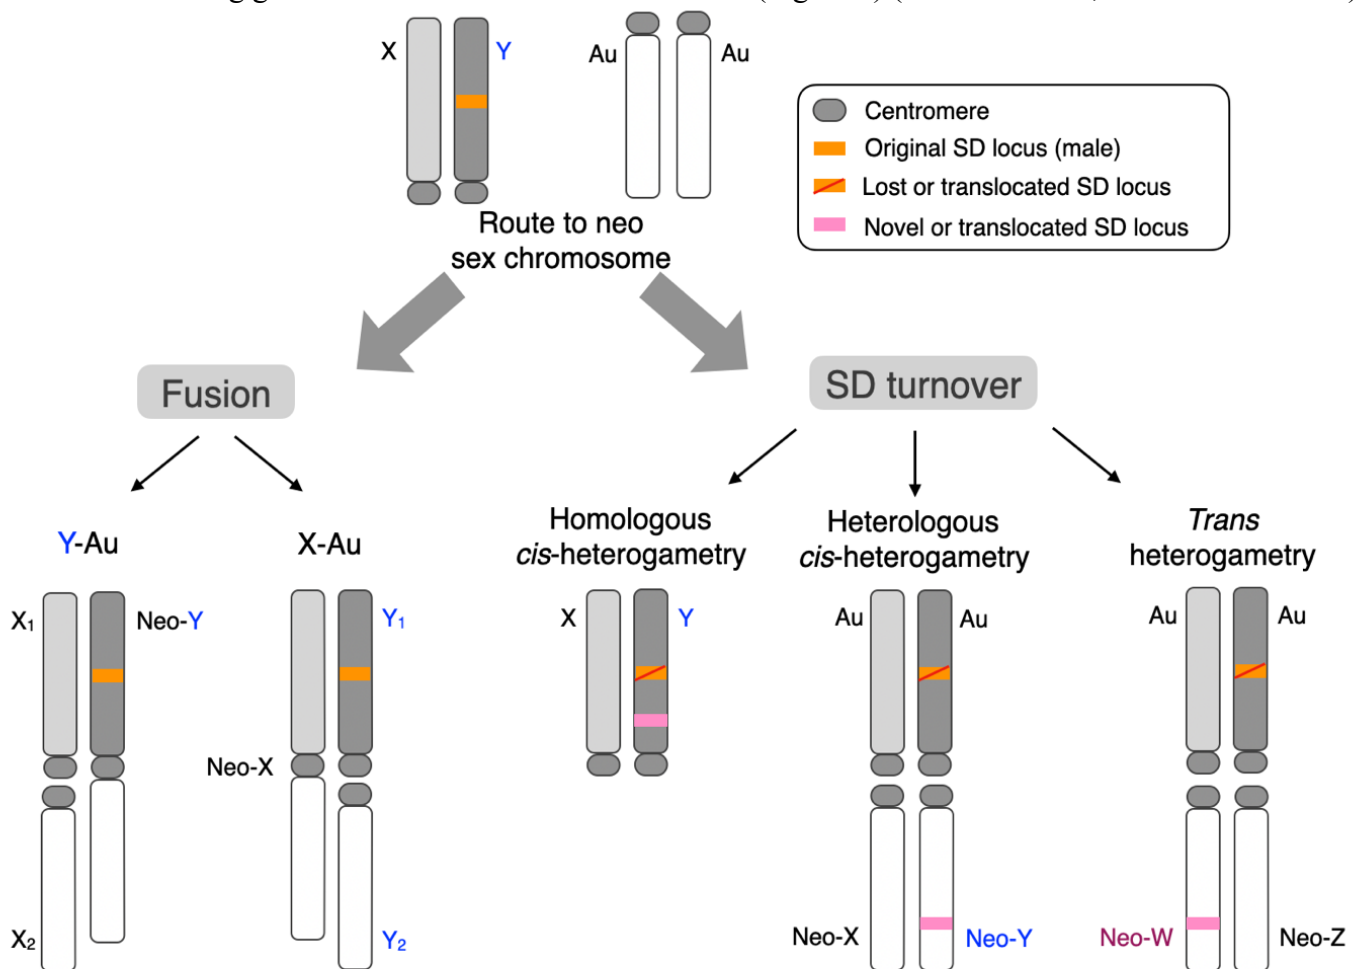 X
Y
Au
Au
Centromere
Original SD locus (male)
Lost or translocated SD locus
Novel or translocated SD locus
Route to neo
sex chromosome
Fusion
SD turnover
Y-Au
X-Au
Homologous
cis-heterogametry
Heterologous
cis-heterogametry
Trans
heterogametry
X₁
Neo-Y
Y₁
X
Y
Au
Au
Au
Au
Neo-X
X₂
Y₂
Neo-X
Neo-Y
Neo-W
Neo-Z